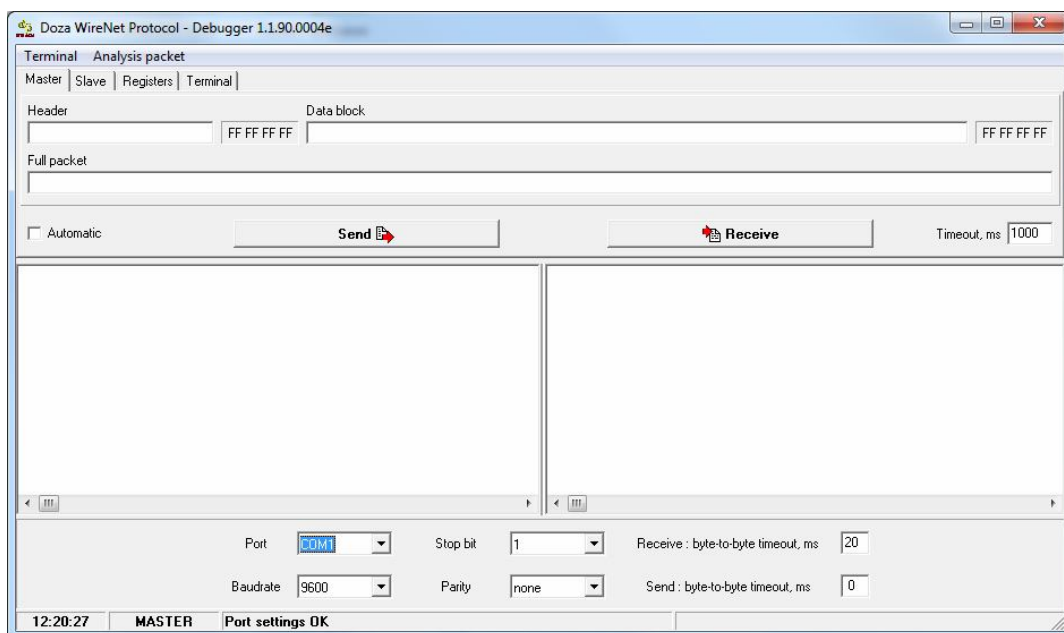 Doza WireNet Protocol - Debugger 1.1.90.0004e
Terminal Analysis packet
Master Slave Registers Terminal
Header Data block
FF FF FF FF FF FF FF FF
Full packet
Automatic Send Receive Timeout, ms 1000
Port COM1 Stop bit 1 Receive : byte-to-byte timeout, ms 20
Baudrate 9600 Parity none Send : byte-to-byte timeout, ms 0
12:20:27 MASTER Port settings OK